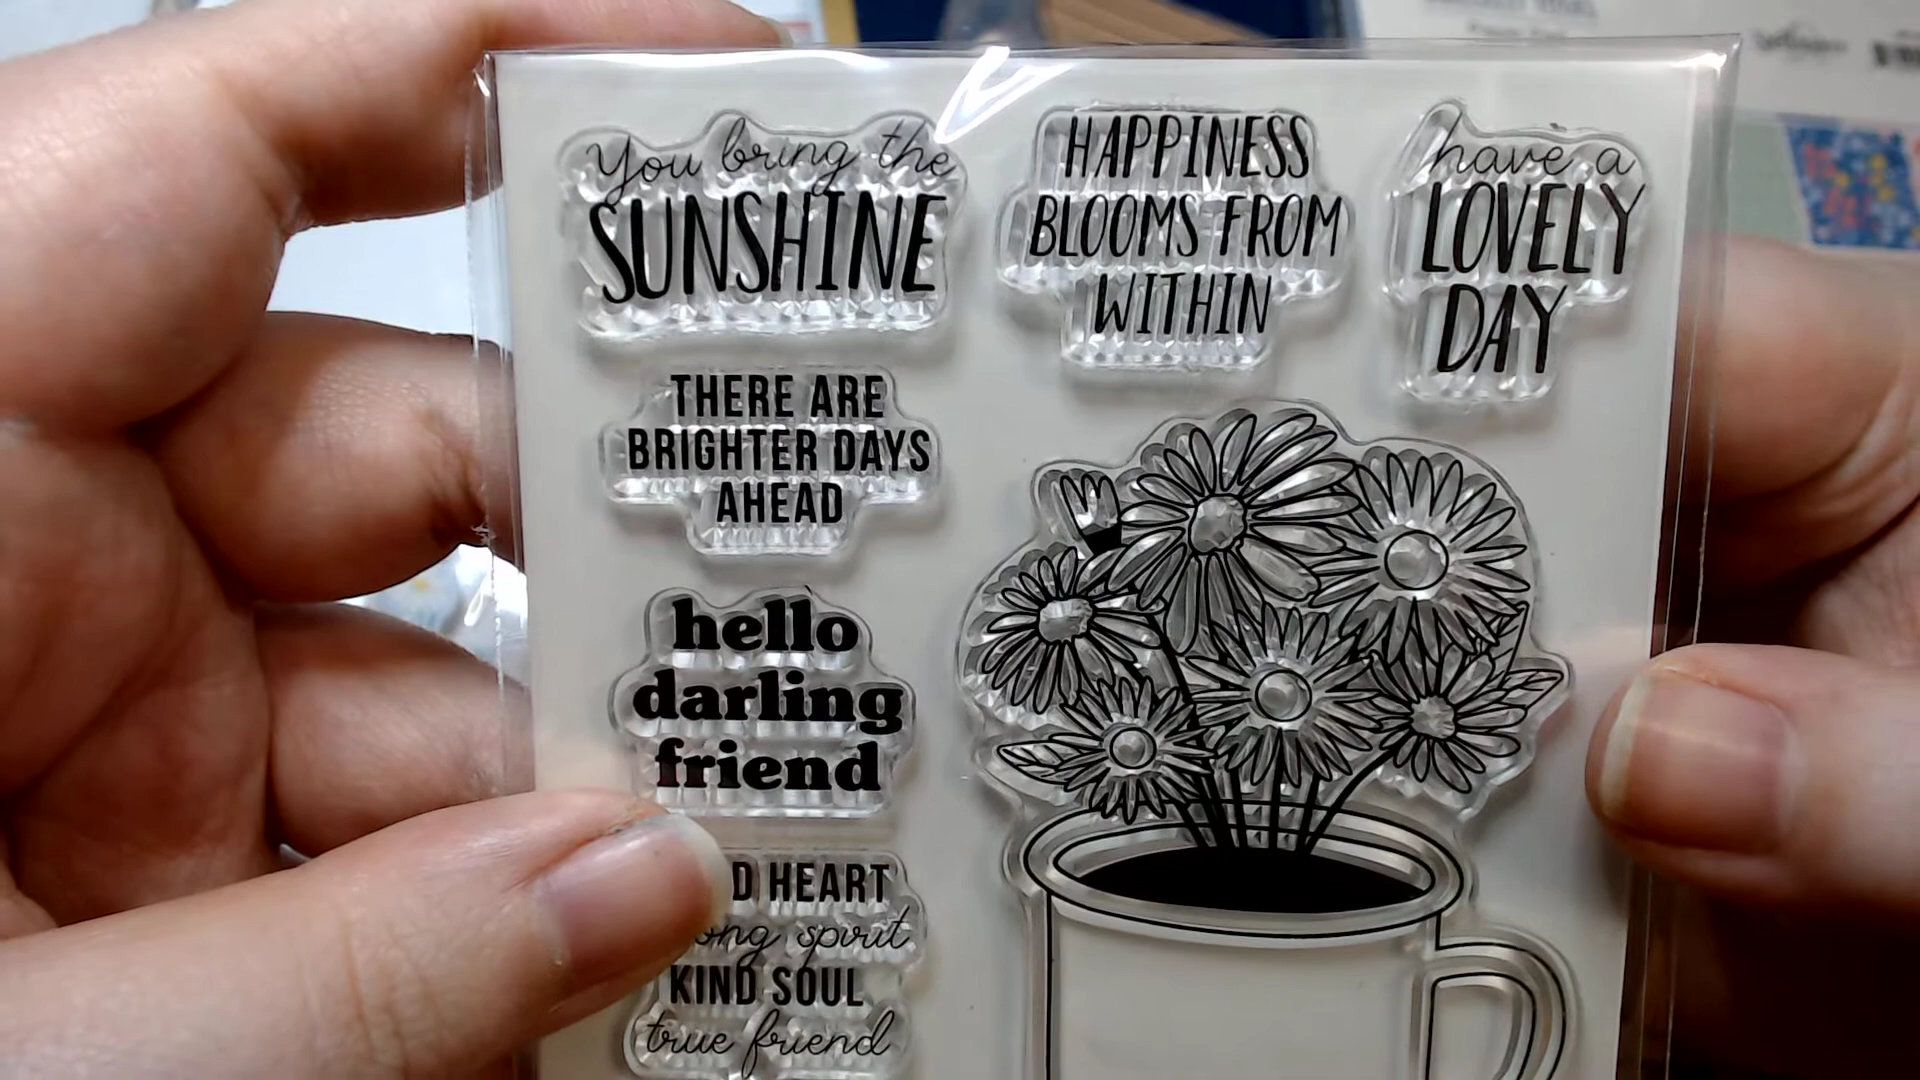 You bring the
SUNSHINE
HAPPINESS
BLOOMS FROM
WITHIN
have a
LOVELY
DAY
THERE ARE
BRIGHTER DAYS
AHEAD
hello
darling
friend
D HEART
ong spirit
KIND SOUL
true friend